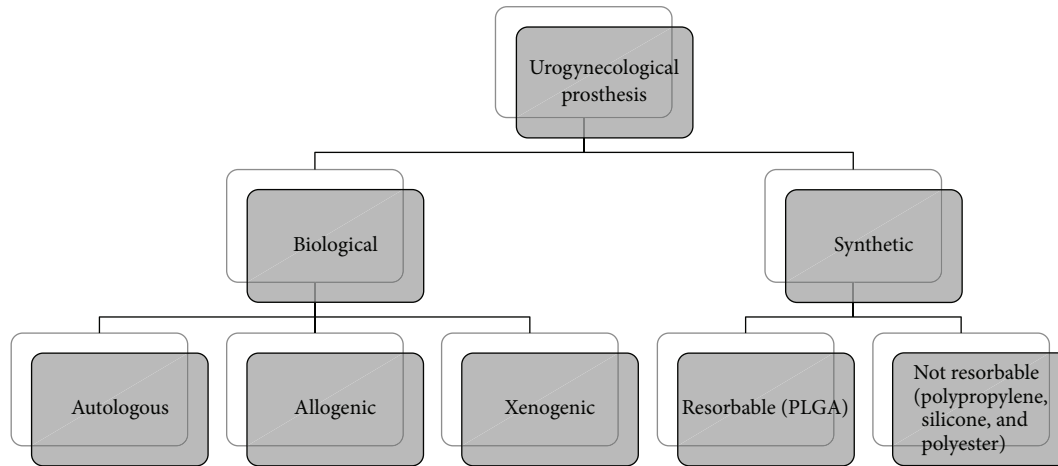 Urogynecological
prosthesis
Biological
Synthetic
Autologous
Allogenic
Xenogenic
Resorbable (PLGA)
Not resorbable
(polypropylene,
silicone, and
polyester)